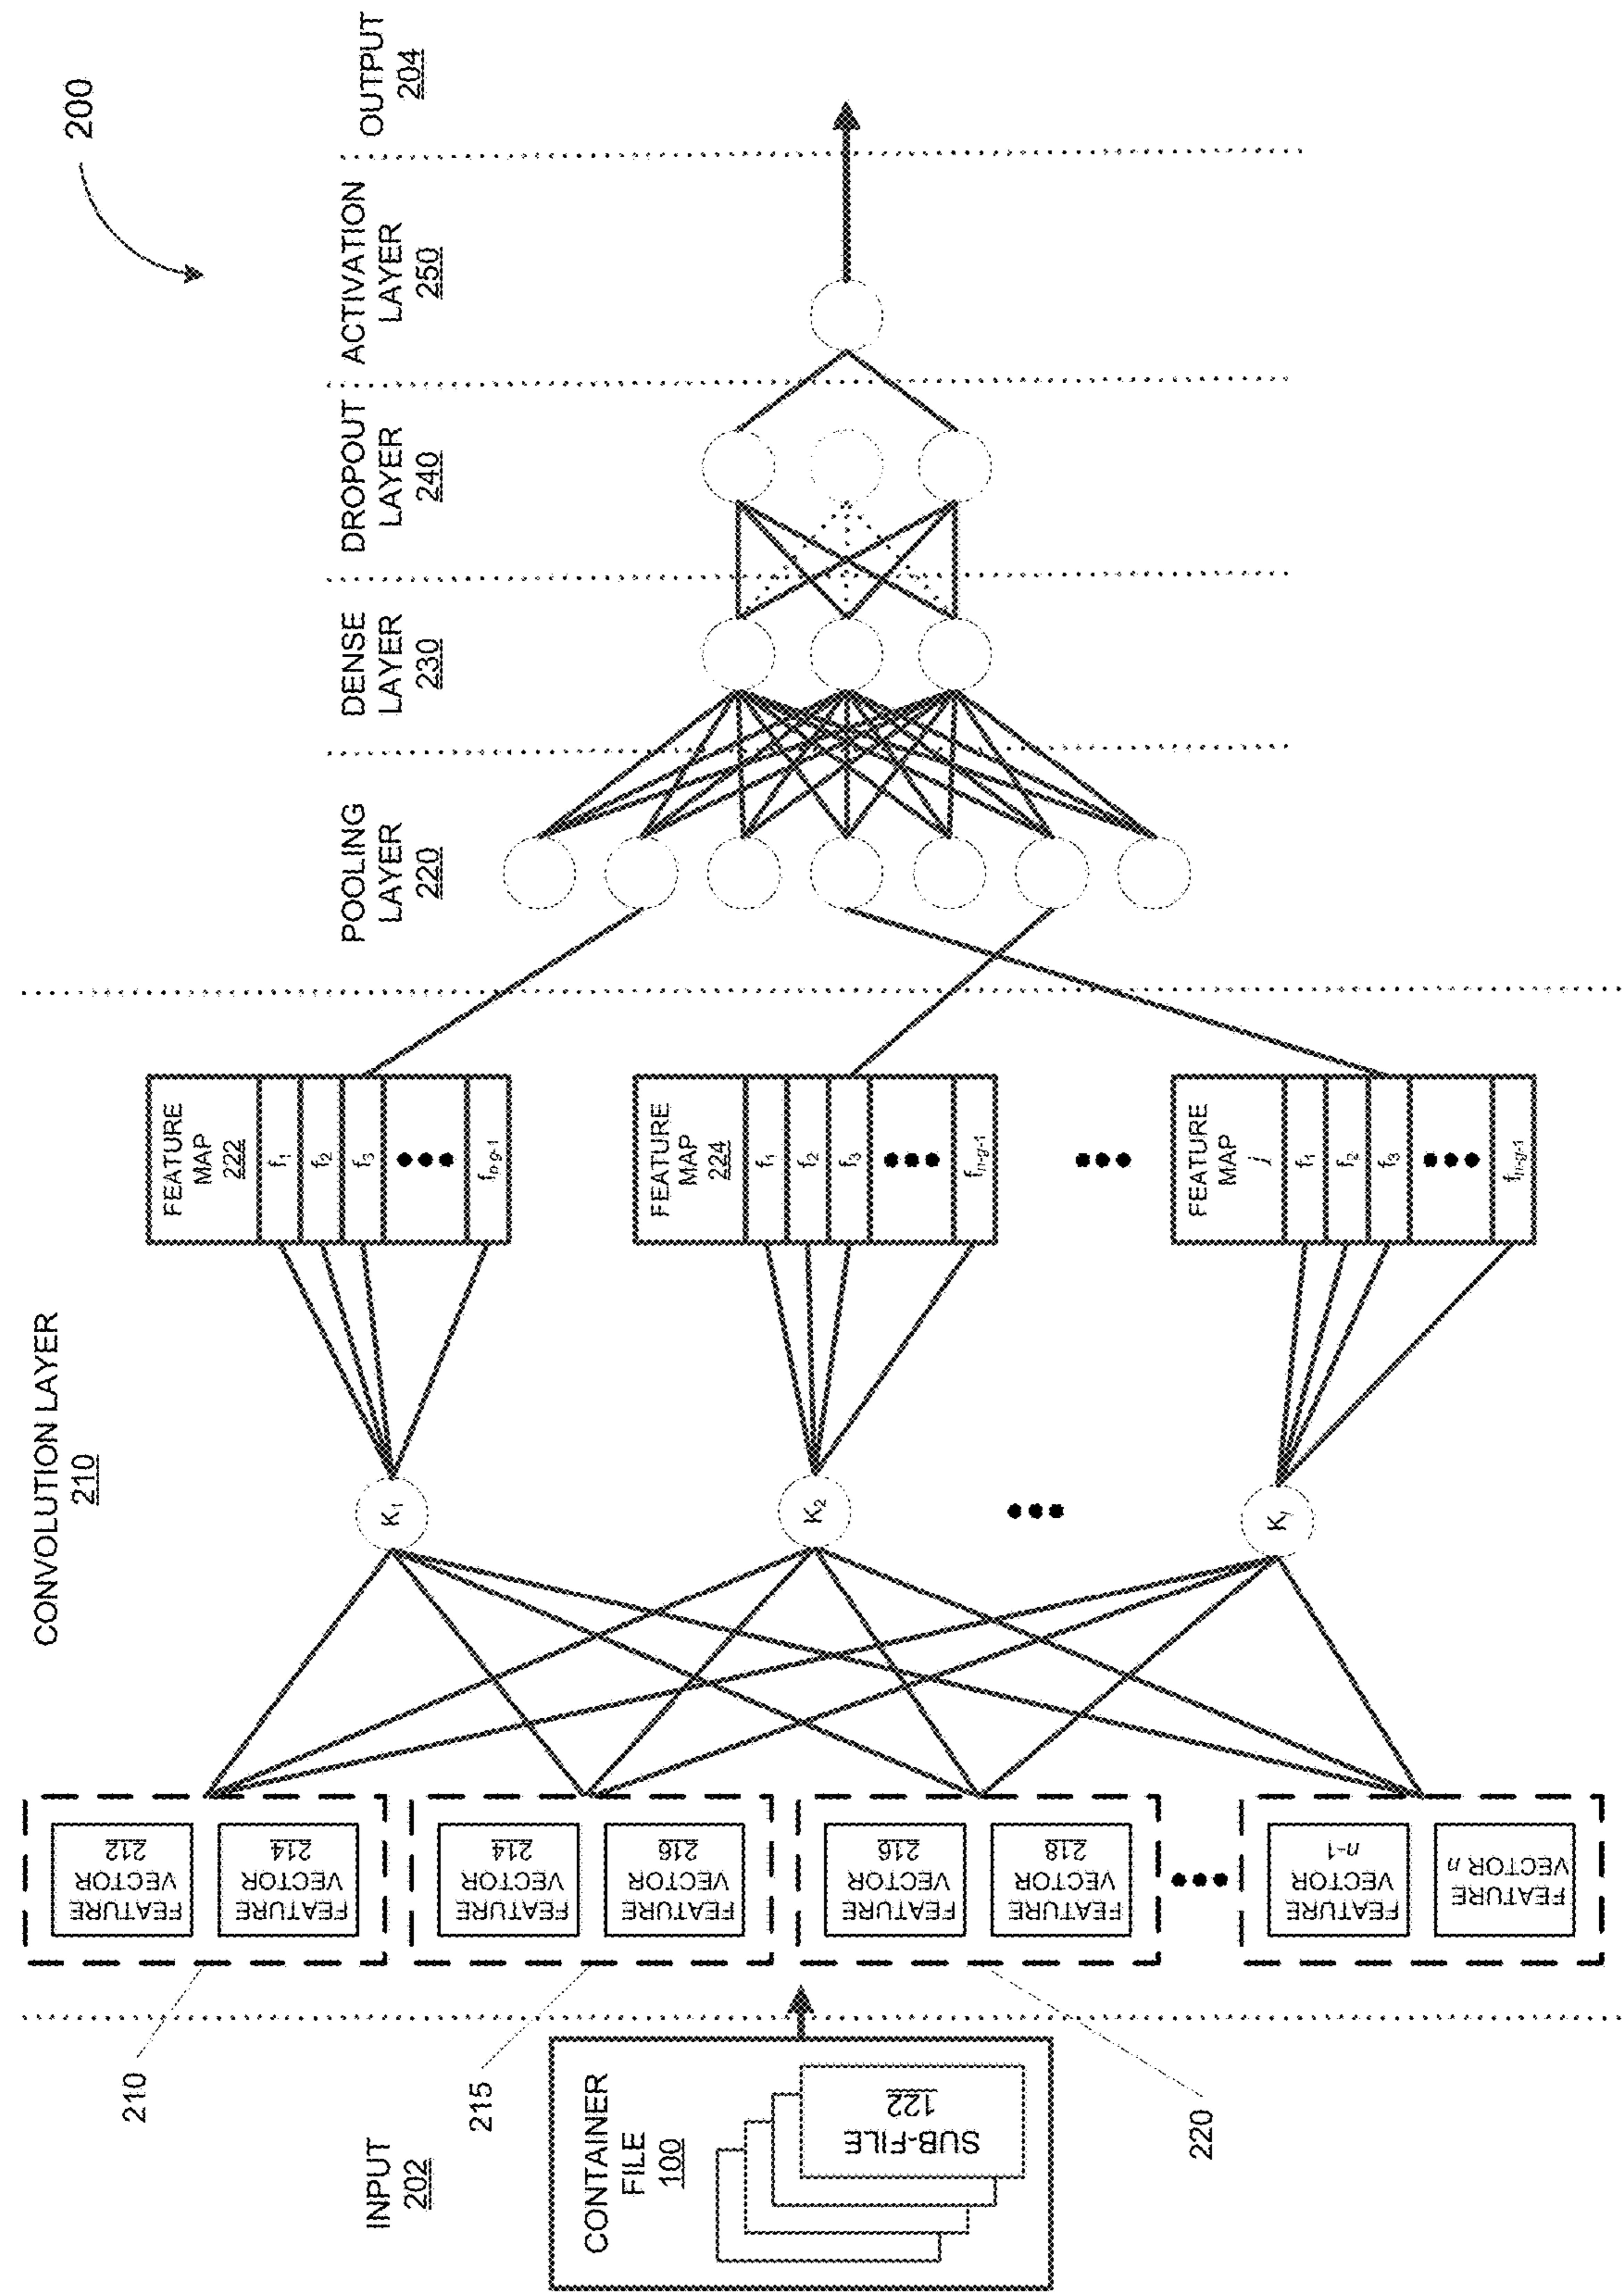 200
INPUT
202
CONVOLUTION LAYER
210
POOLING
LAYER
220
DENSE
LAYER
230
DROPOUT
LAYER
240
ACTIVATION
LAYER
250
OUTPUT
204
CONTAINER
FILE
100
SUB-FILE
122
210
215
220
FEATURE
VECTOR
212
FEATURE
VECTOR
214
FEATURE
VECTOR
214
FEATURE
VECTOR
216
FEATURE
VECTOR
216
FEATURE
VECTOR
218
FEATURE
VECTOR
n-1
FEATURE
VECTOR n
K1
K2
Kj
FEATURE
MAP
222
f1
f2
f3
fn-g-1
FEATURE
MAP
224
f1
f2
f3
fn-g-1
FEATURE
MAP
j
f1
f2
f3
fn-g-1